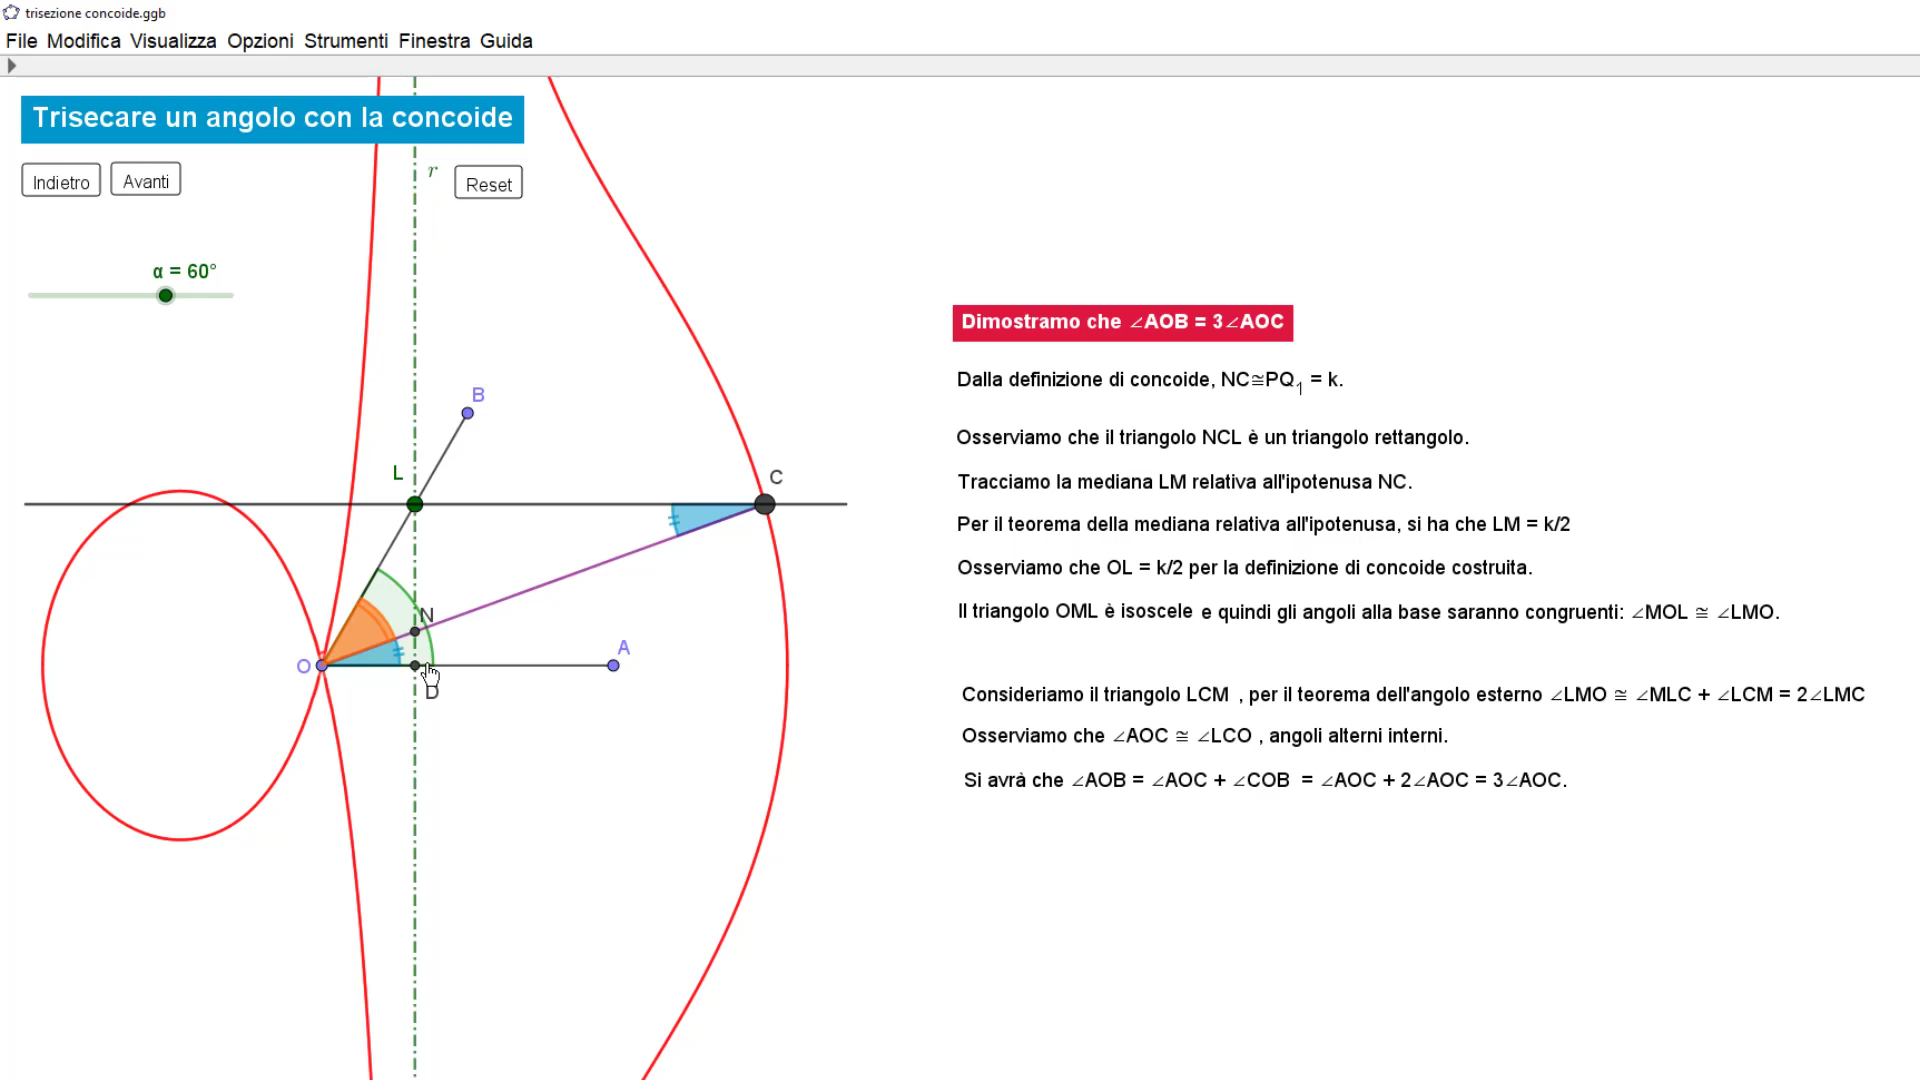 trisezione concoide.ggb
File Modifica Visualizza Opzioni Strumenti Finestra Guida
Trisecare un angolo con la concoide
Indietro Avanti r Reset
α = 60°
Dimostramo che ∠AOB = 3∠AOC
Dalla definizione di concoide, NC≅PQ₁ = k.
B
Osserviamo che il triangolo NCL è un triangolo rettangolo.
L C
Tracciamo la mediana LM relativa all'ipotenusa NC.
Per il teorema della mediana relativa all'ipotenusa, si ha che LM = k/2
Osserviamo che OL = k/2 per la definizione di concoide costruita.
N
Il triangolo OML è isoscele e quindi gli angoli alla base saranno congruenti: ∠MOL ≅ ∠LMO.
A
O
D
Consideriamo il triangolo LCM , per il teorema dell'angolo esterno ∠LMO ≅ ∠MLC + ∠LCM = 2∠LMC
Osserviamo che ∠AOC ≅ ∠LCO , angoli alterni interni.
Si avrà che ∠AOB = ∠AOC + ∠COB = ∠AOC + 2∠AOC = 3∠AOC.